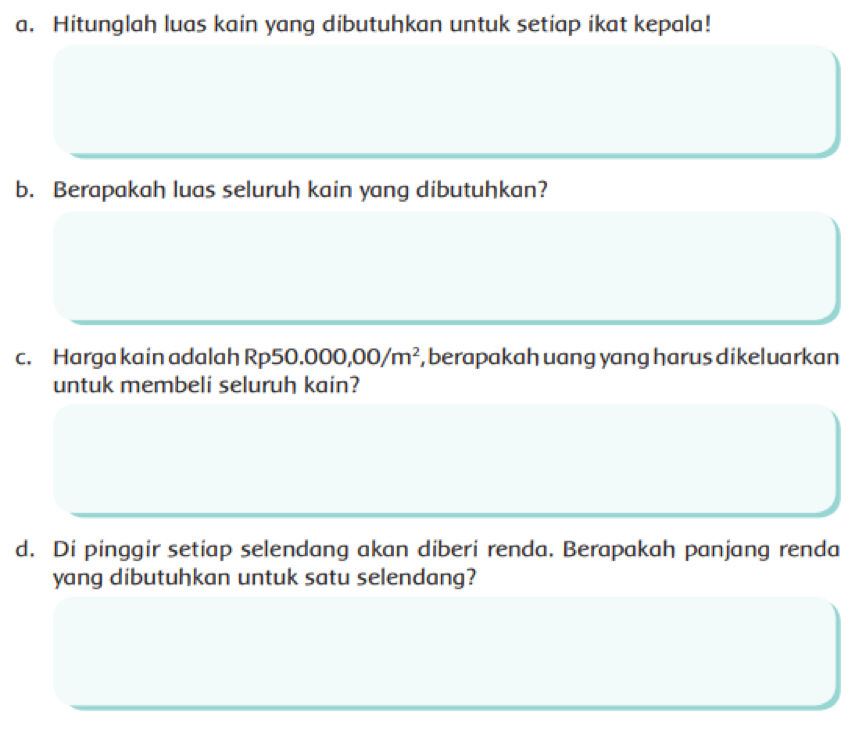 a. Hitunglah luas kain yang dibutuhkan untuk setiap ikat kepala!
b. Berapakah luas seluruh kain yang dibutuhkan?
c. Harga kain adalah Rp50.000,00/m², berapakah uang yang harus dikeluarkan
untuk membeli seluruh kain?
d. Di pinggir setiap selendang akan diberi renda. Berapakah panjang renda
yang dibutuhkan untuk satu selendang?